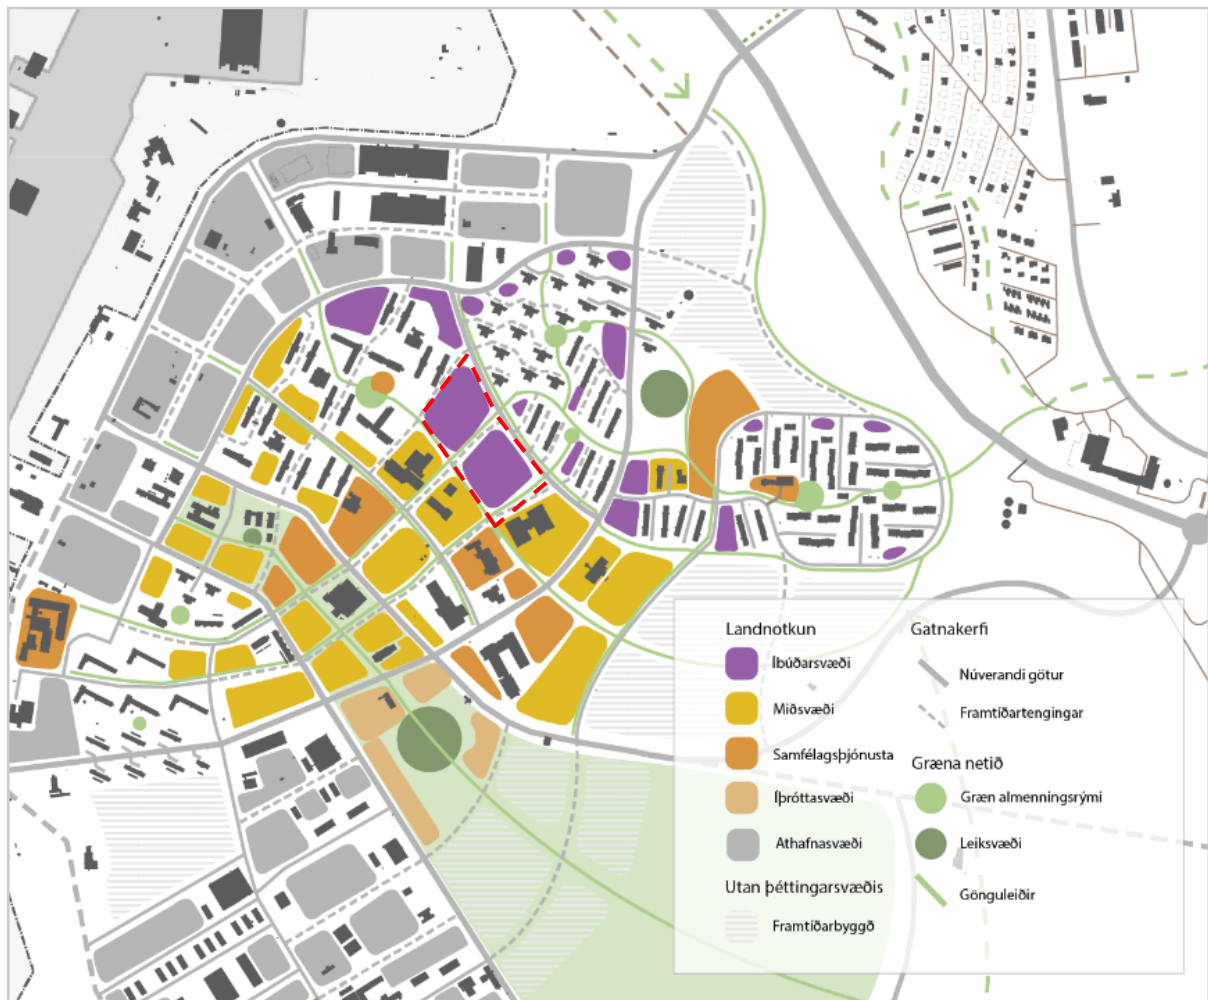 Landnotkun
Íbúðarsvæði
Miðsvæði
Samfélagsþjónusta
Íþróttasvæði
Athafnasvæði
Utan þéttingarsvæðis
Framtíðarbyggð
Gatnakerfi
Núverandi götur
Framtíðartengingar
Græna netið
Græn almenningsrými
Leiksvæði
Gönguleiðir